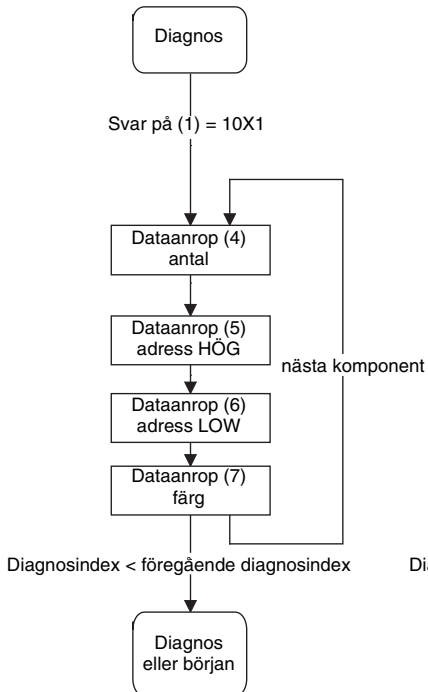 Diagnos
Svar på (1) = 10X1
Dataanrop (4)
antal
Dataanrop (5)
adress HÖG
nästa komponent
Dataanrop (6)
adress LOW
Dataanrop (7)
färg
Diagnosindex < föregående diagnosindex
Diagnos
eller början